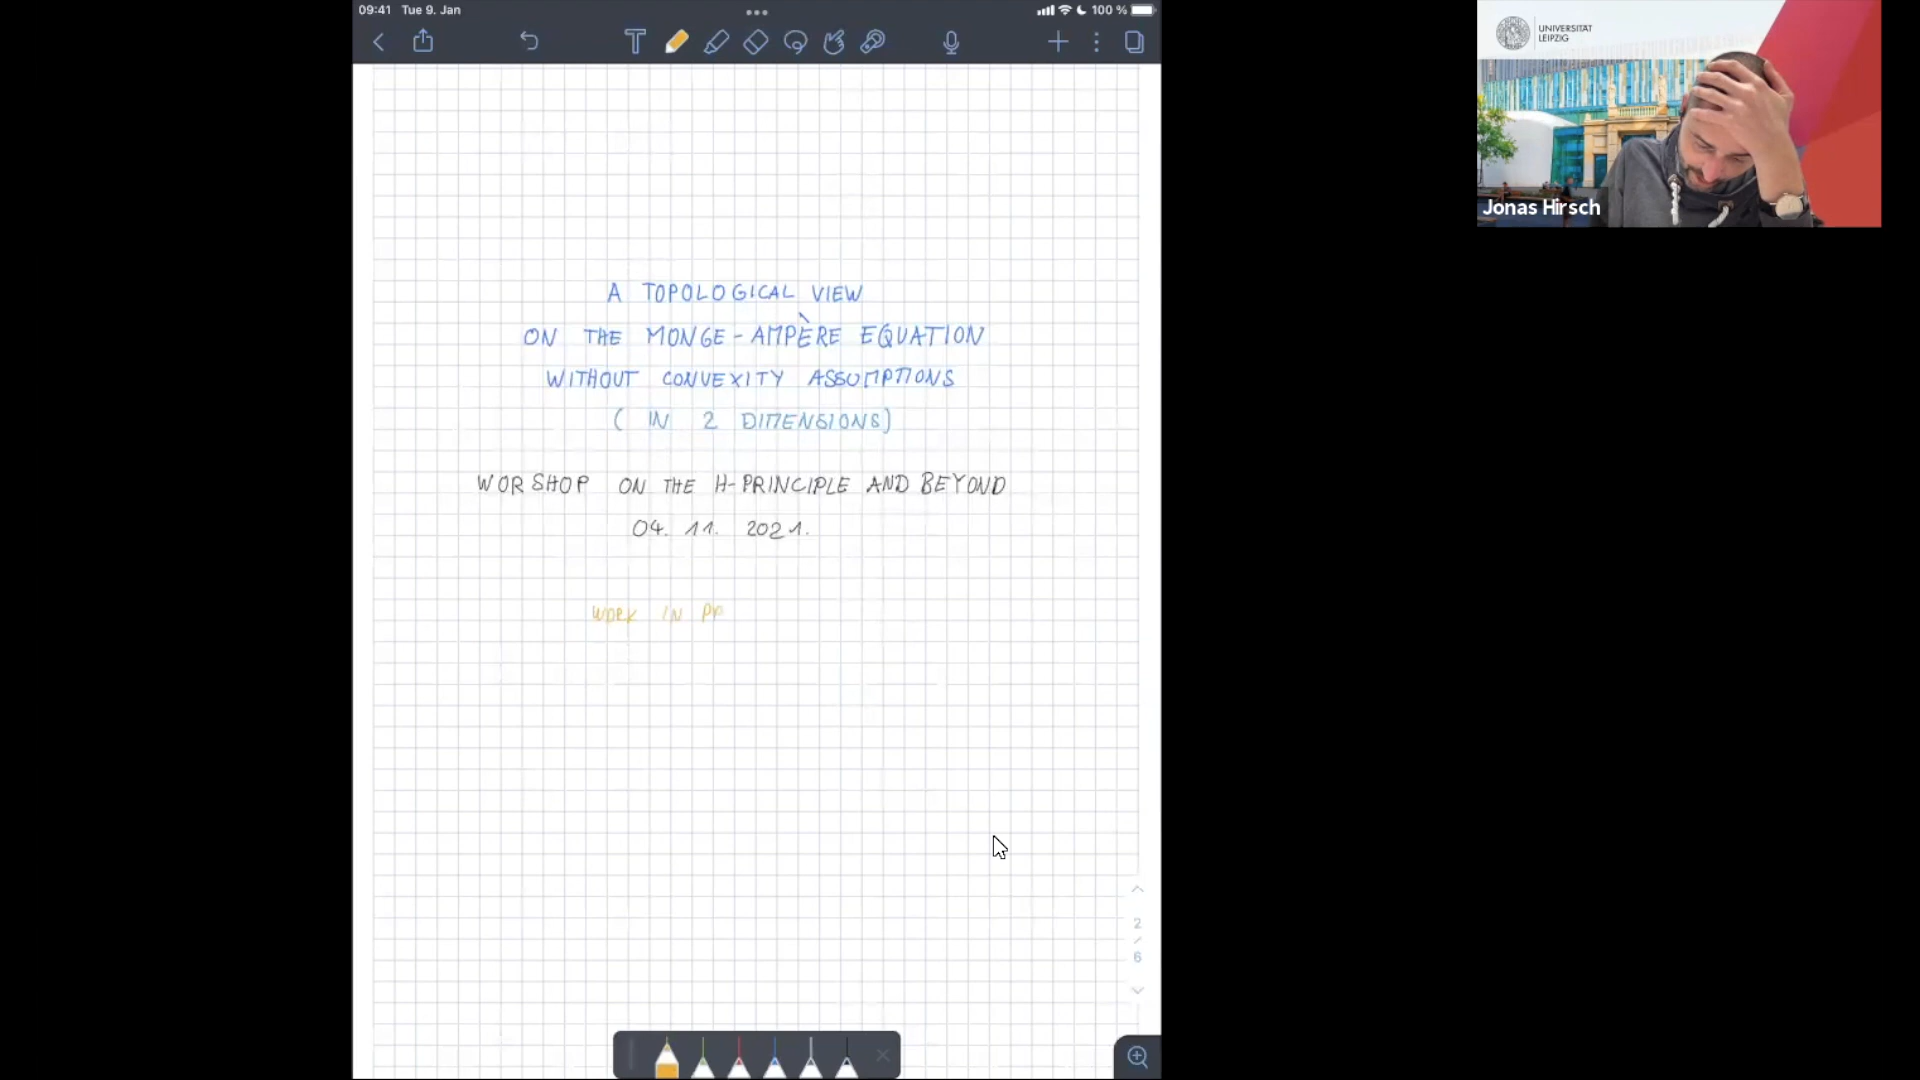 09:41 Tue 9. Jan
100 %
UNIVERSITÄT
LEIPZIG
Jonas Hirsch
A TOPOLOGICAL VIEW
ON THE MONGE-AMPÈRE EQUATION
WITHOUT CONVEXITY ASSUMPTIONS
( IN 2 DIMENSIONS)
WORSHOP ON THE H-PRINCIPLE AND BEYOND
04. 11. 2021.
WORK IN PR
2
/
6